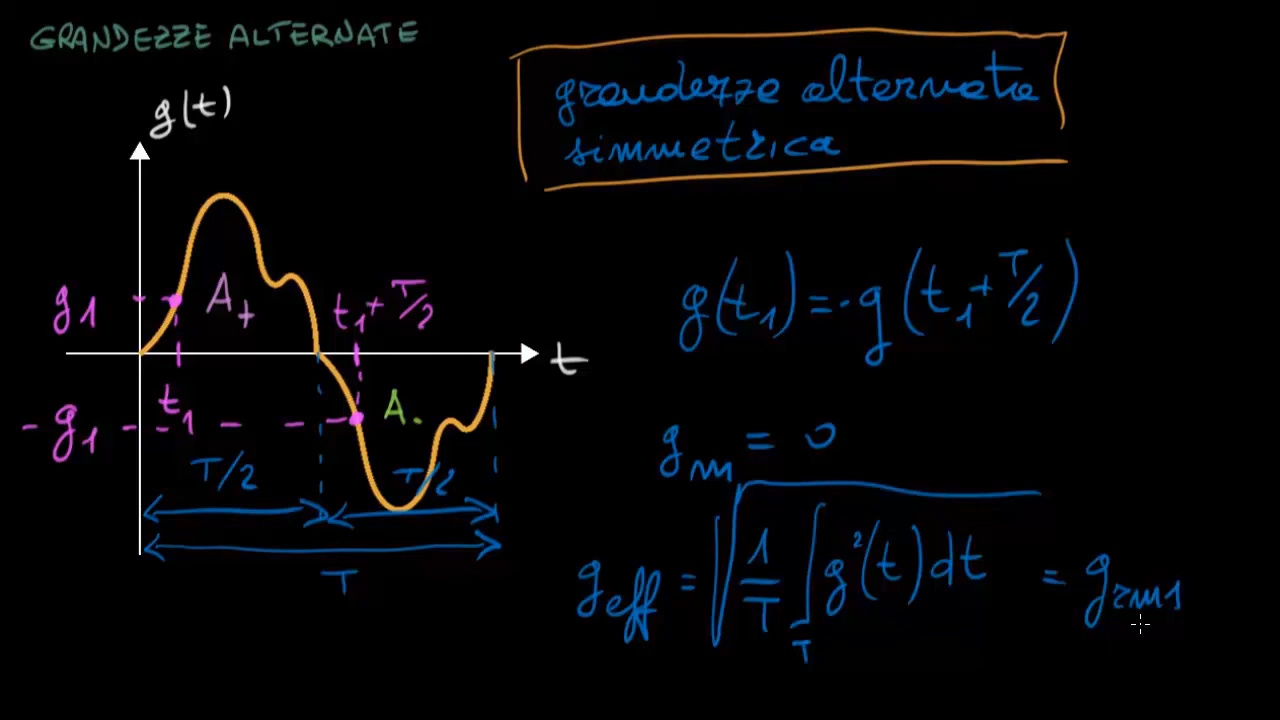 GRANDEZZE ALTERNATE
grandezze alternata
simmetrica
g(t)
g1
A+
t1 + T/2
t
t1
A-
-g1
T/2
T/2
T
g(t1) = -g(t1 + T/2)
gm = 0
geff = √(1/T ∫T g²(t) dt) = grms